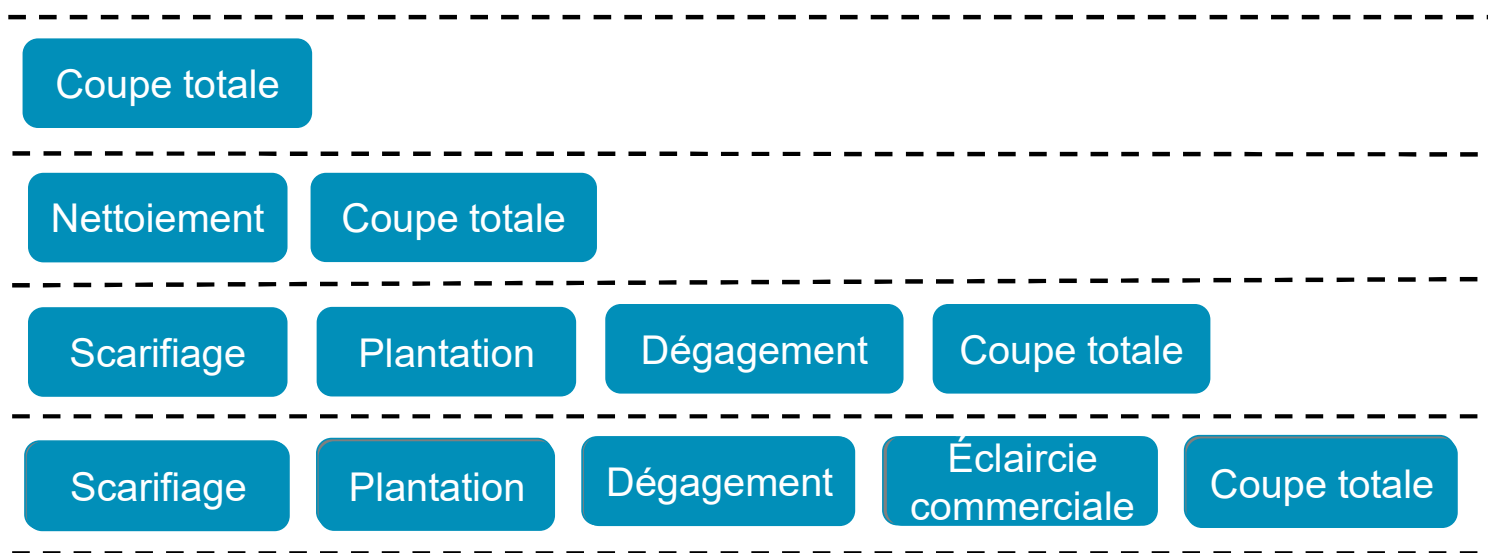 Coupe totale
Nettoiement
Coupe totale
Scarifiage
Plantation
Dégagement
Coupe totale
Scarifiage
Plantation
Dégagement
Éclaircie
commerciale
Coupe totale